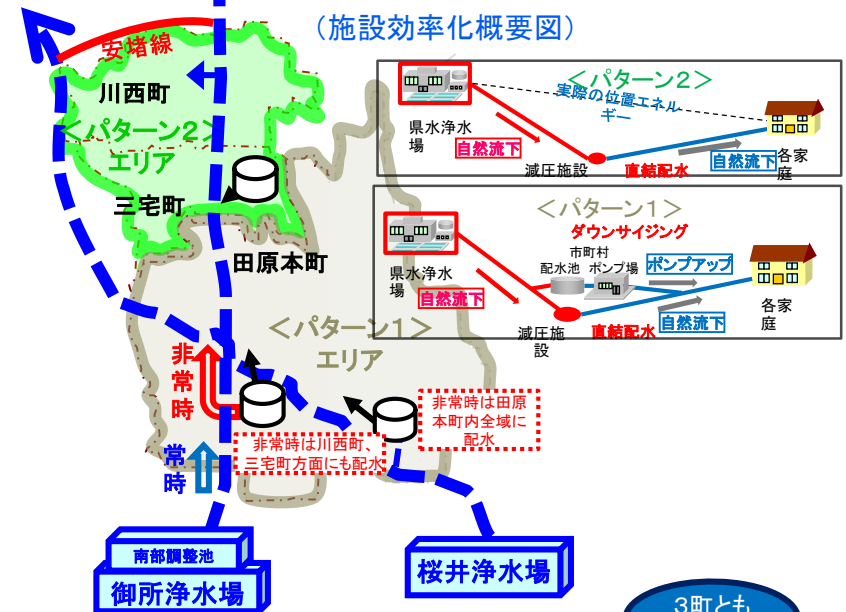 （施設効率化概要図）
安堵線
川西町
＜パターン２＞
エリア
三宅町
田原本町
＜パターン１＞
エリア
非常時
常時
非常時は川西町、
三宅町方面にも配水
非常時は田原
本町内全域に
配水
南部調整池
御所浄水場
桜井浄水場
３町とも
＜パターン２＞
実際の位置エネル
ギー
県水浄水
場
自然流下
減圧施設
直結配水
自然流下
各家
庭
＜パターン１＞
ダウンサイジング
市町村
配水池 ポンプ場
ポンプアップ
県水浄水
場
自然流下
減圧施
設
直結配水
自然流下
各家
庭